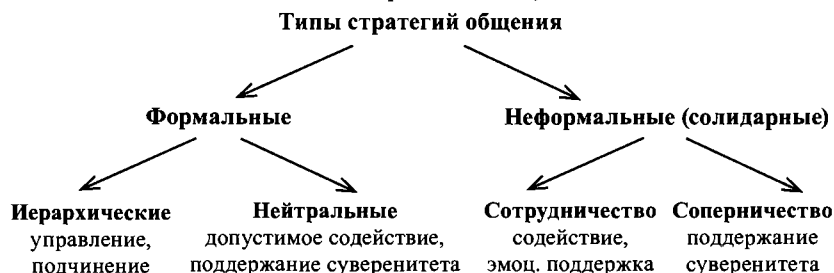 Типы стратегий общения
Формальные
Неформальные (солидарные)
Иерархические
управление,
подчинение
Нейтральные
допустимое содействие,
поддержание суверенитета
Сотрудничество
содействие,
эмоц. поддержка
Соперничество
поддержание
суверенитета